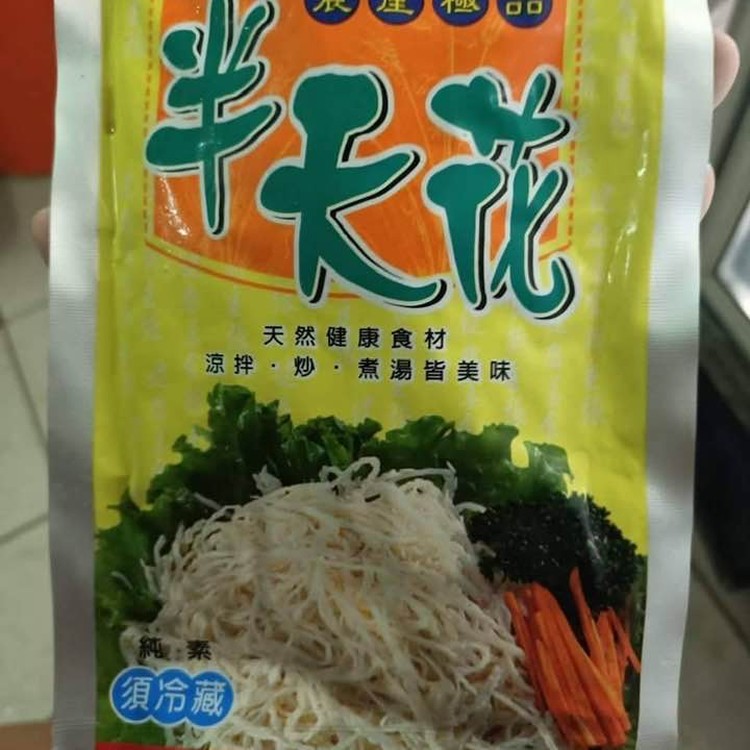 農產極品
半天花
天然健康食材
涼拌·炒·煮湯皆美味
純素
須冷藏